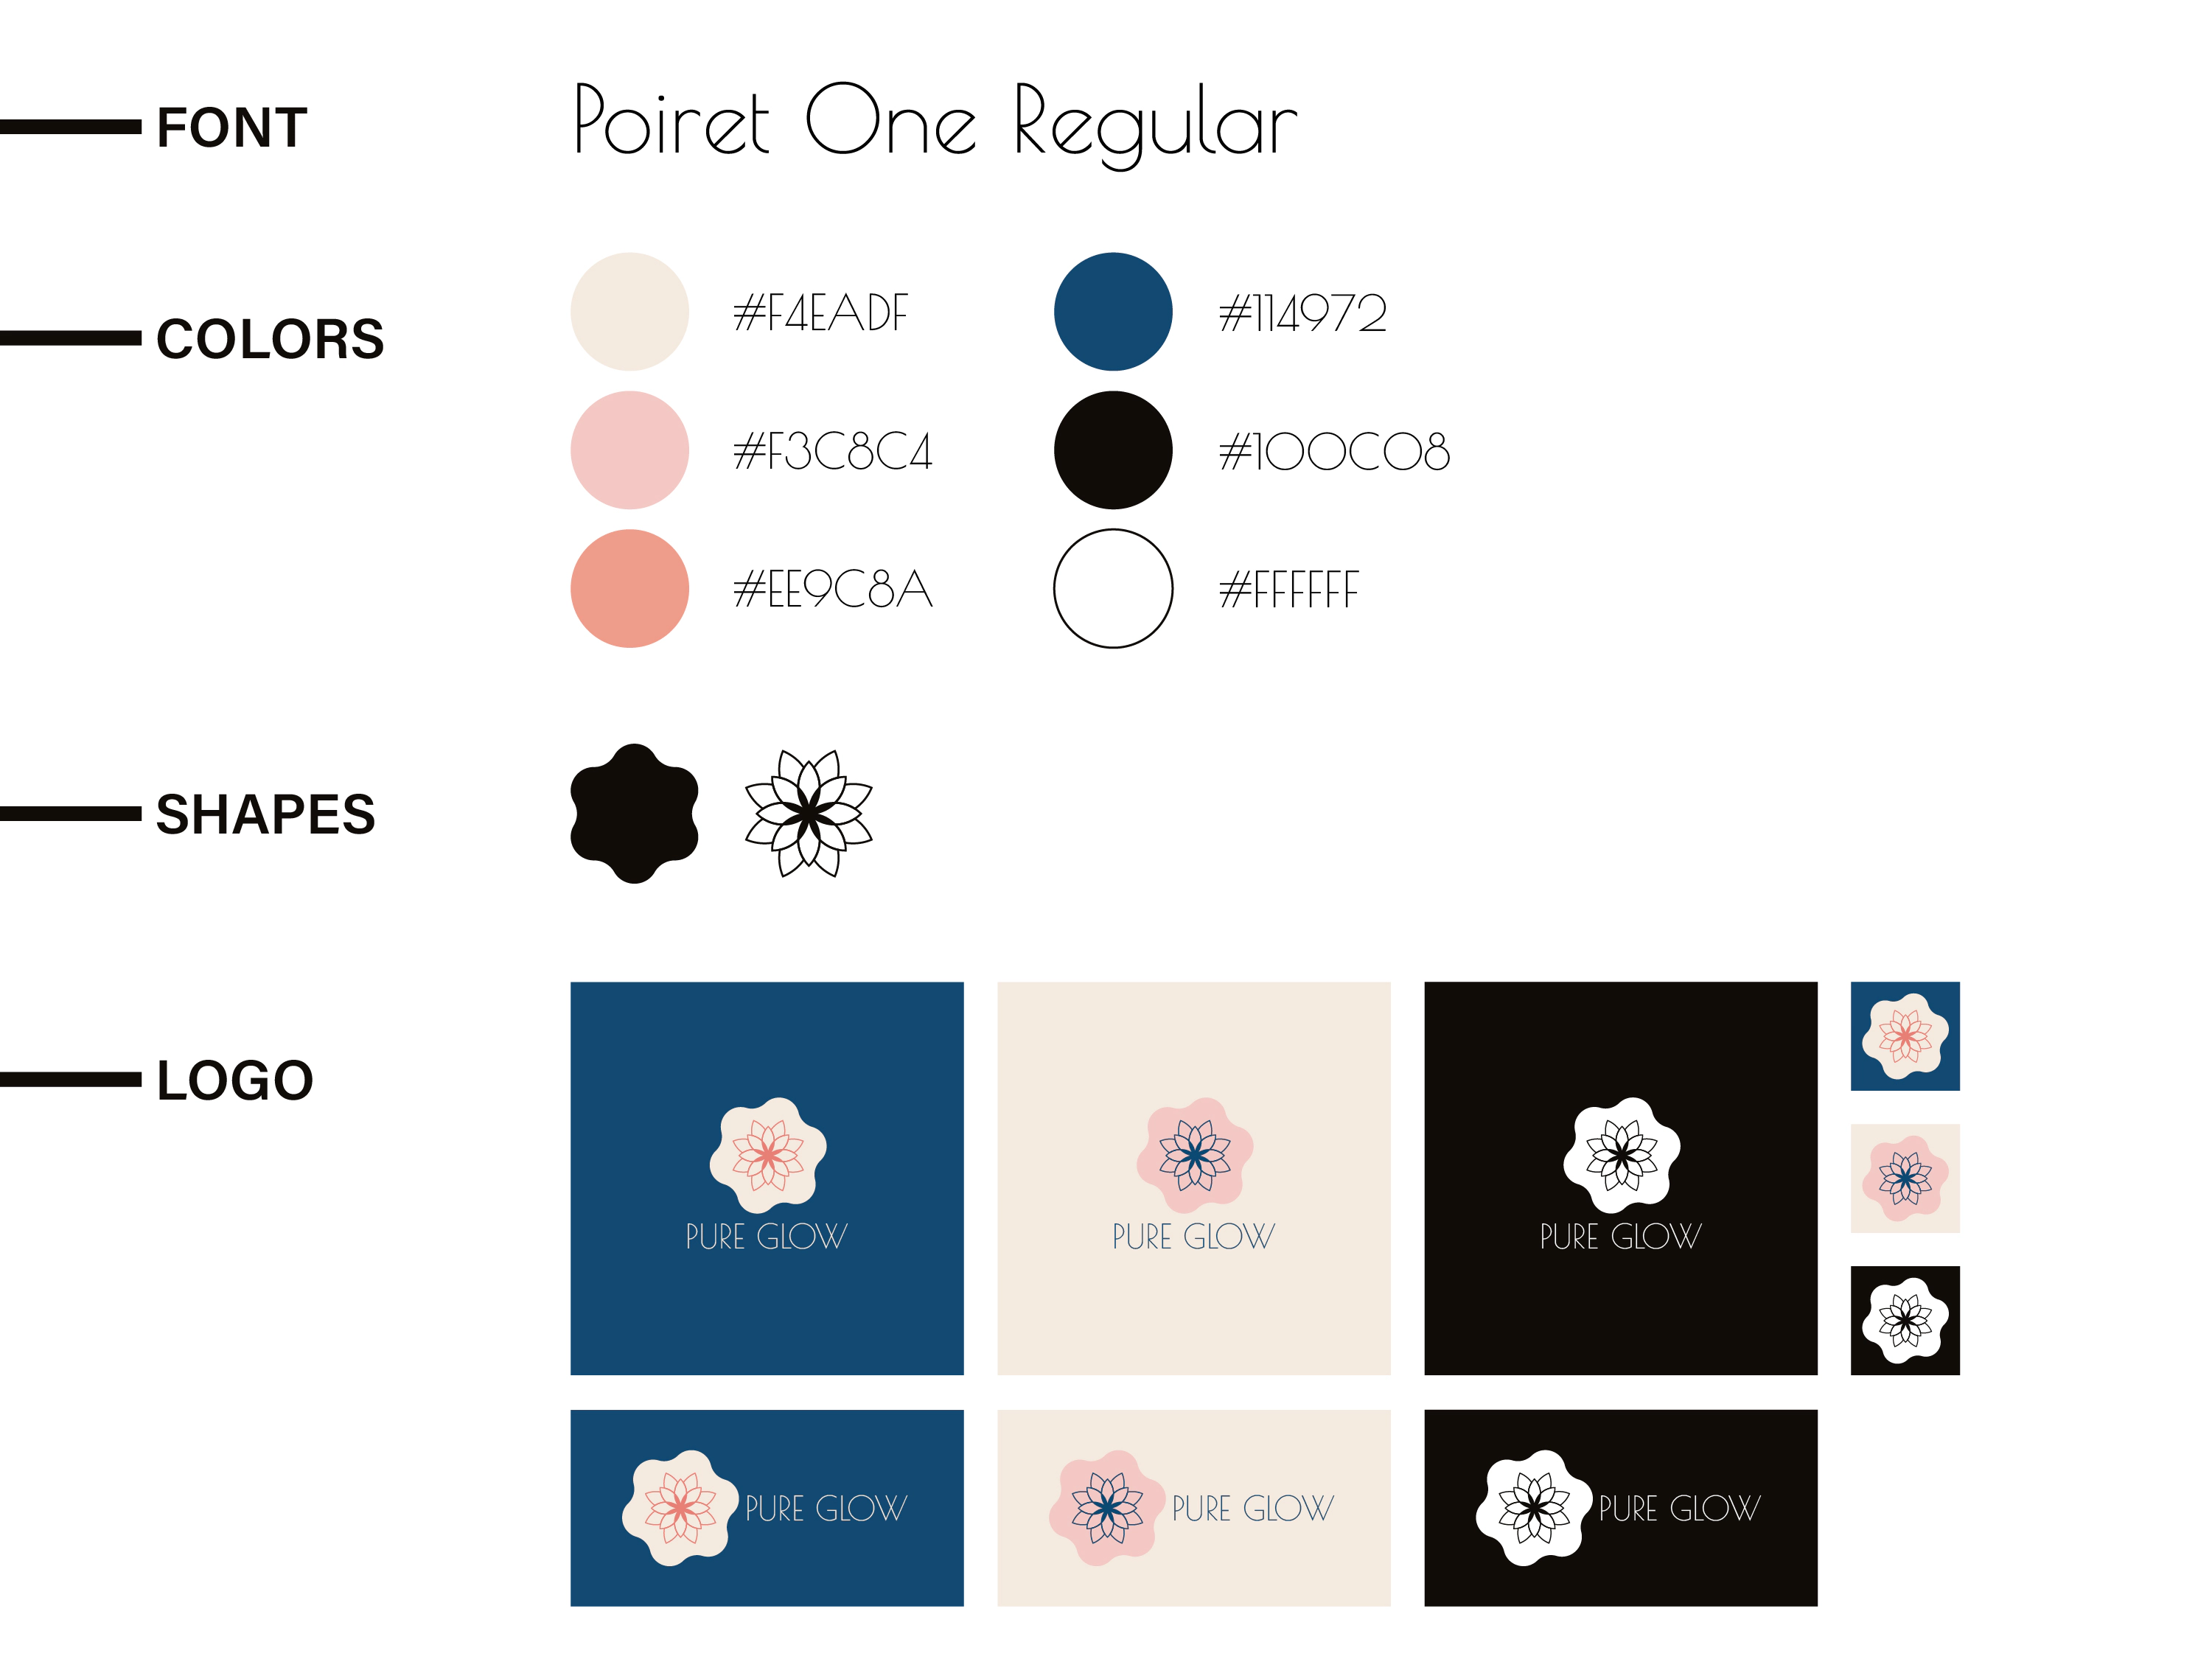 FONT
Poiret One Regular
COLORS
#F4EADF
#114972
#F3C8C4
#100C08
#EE9C8A
#FFFFFF
SHAPES
LOGO
PURE GLOW
PURE GLOW
PURE GLOW
PURE GLOW
PURE GLOW
PURE GLOW